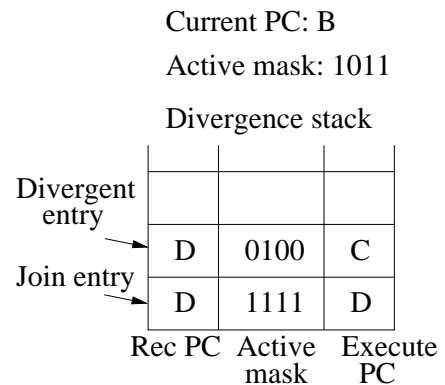 Current PC: B
Active mask: 1011
Divergence stack
Divergent
entry
D 0100 C
Join entry
D 1111 D
Rec PC Active Execute
mask PC